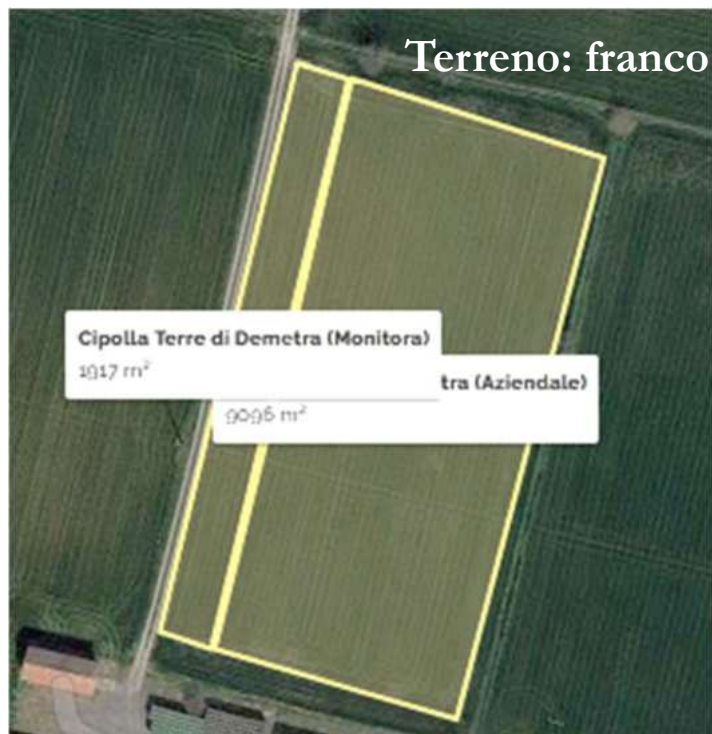 Terreno: franco
Cipolla Terre di Demetra (Monitora)
1917 m²
tra (Aziendale)
9096 m²